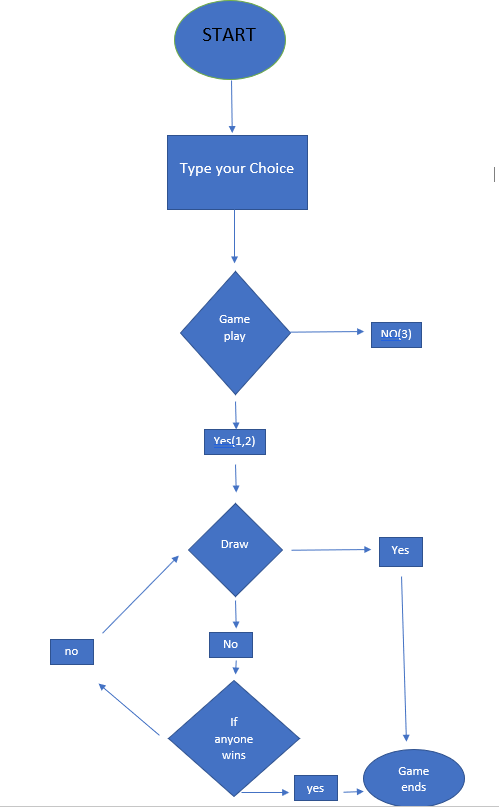 START
Type your Choice
Game
play
NO(3)
Yes(1,2)
Draw
Yes
No
no
If
anyone
wins
yes
Game
ends